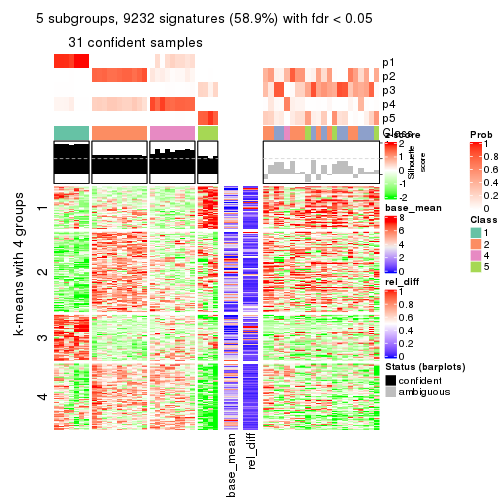 5 subgroups, 9232 signatures (58.9%) with fdr < 0.05
31 confident samples
p1
p2
p3
p4
p5
Class
1
2
3
4
k-means with 4 groups
base_mean
rel_diff
z-score
2
1
0
-1
-2
Silhouette
score
base_mean
8
6
4
2
0
rel_diff
1
0.8
0.6
0.4
0.2
0
Status (barplots)
confident
ambiguous
Prob
1
0.8
0.6
0.4
0.2
0
Class
1
2
4
5